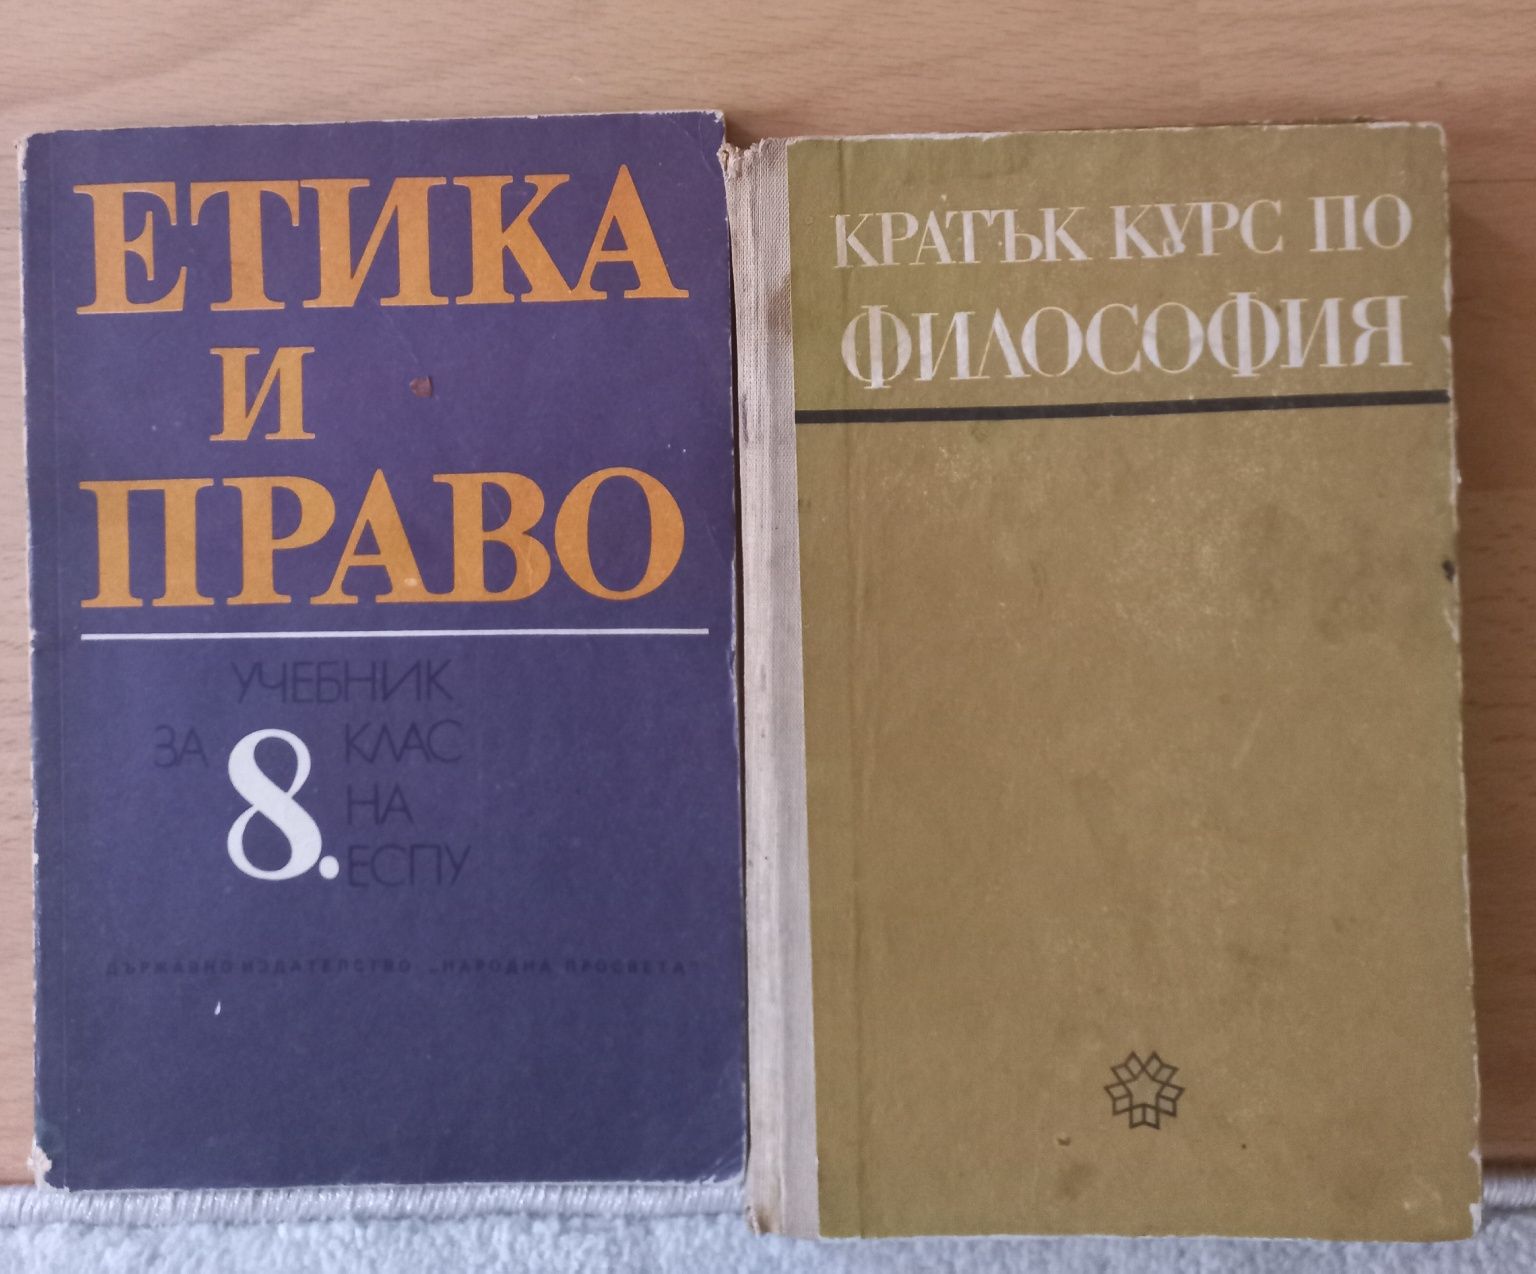 ЕТИКА
И
ПРАВО
УЧЕБНИК
ЗА 8. КЛАС
НА
ЕСПУ
ДЪРЖАВНО ИЗДАТЕЛСТВО „НАРОДНА ПРОСВЕТА"
КРАТЪК КУРС ПО
ФИЛОСОФИЯ